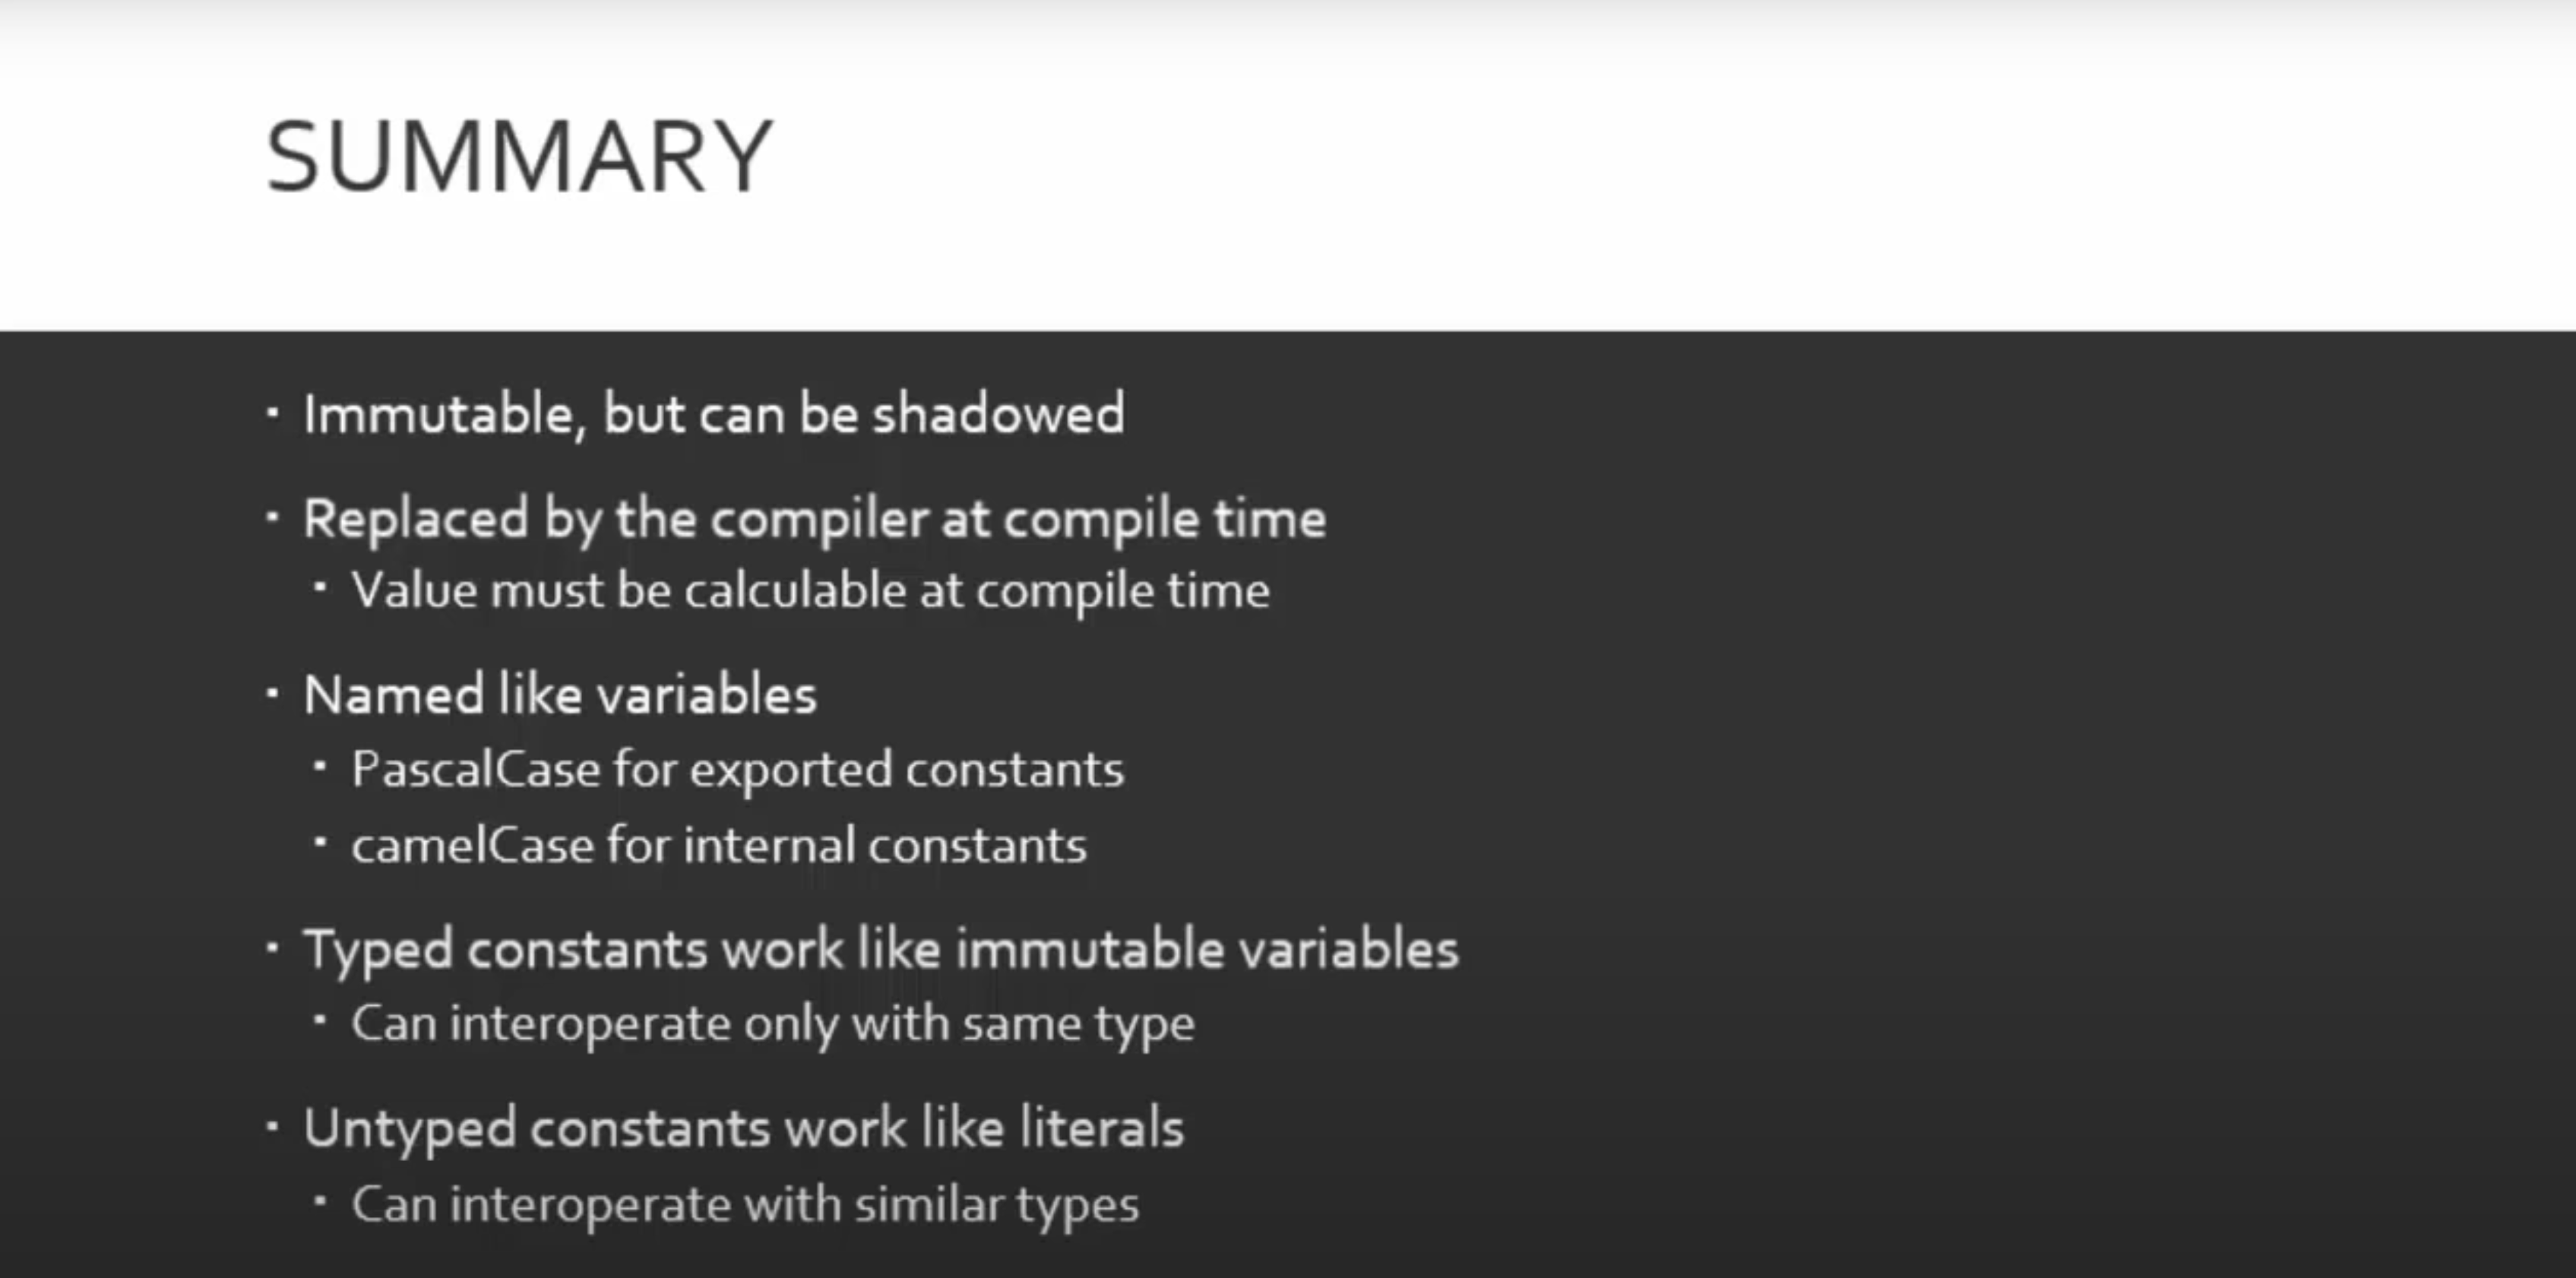 SUMMARY
Immutable, but can be shadowed
Replaced by the compiler at compile time
Value must be calculable at compile time
Named like variables
PascalCase for exported constants
camelCase for internal constants
Typed constants work like immutable variables
Can interoperate only with same type
Untyped constants work like literals
Can interoperate with similar types